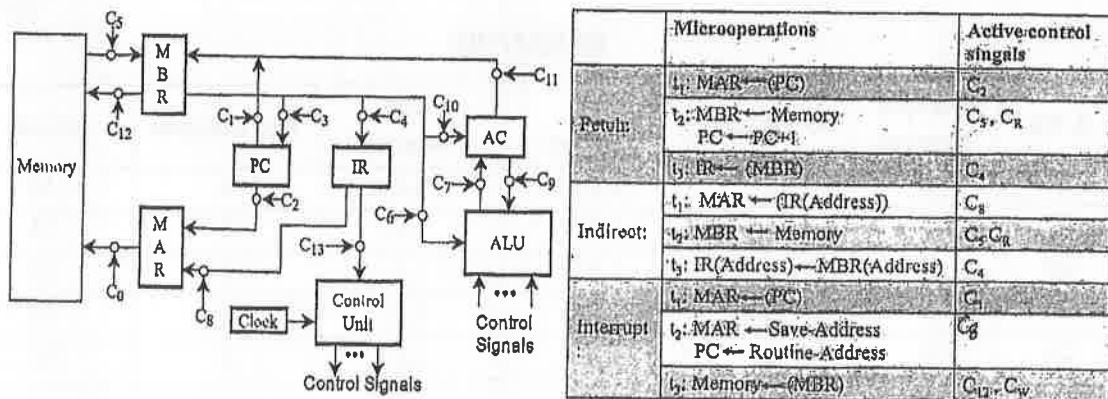 C5
M
B
R
C12
C1
C3
C4
C10
C11
AC
PC
IR
Memory
C2
C7
C9
C6
M
A
R
ALU
C13
C0
C8
Clock
Control
Unit
•••
•••
Control
Signals
Control Signals
Microoperations
Active control
singals
Fetch:
t1: MAR ← (PC)
C2
t2: MBR ← Memory
PC ← PC+1
C5, CR
t3: IR ← (MBR)
C4
Indirect:
t1: MAR ← (IR(Address))
C8
t2: MBR ← Memory
C5 CR
t3: IR(Address) ← MBR(Address)
C4
Interrupt
t1: MAR ← (PC)
C1
t2: MAR ← Save-Address
PC ← Routine-Address
t3: Memory ← (MBR)
C12, CW